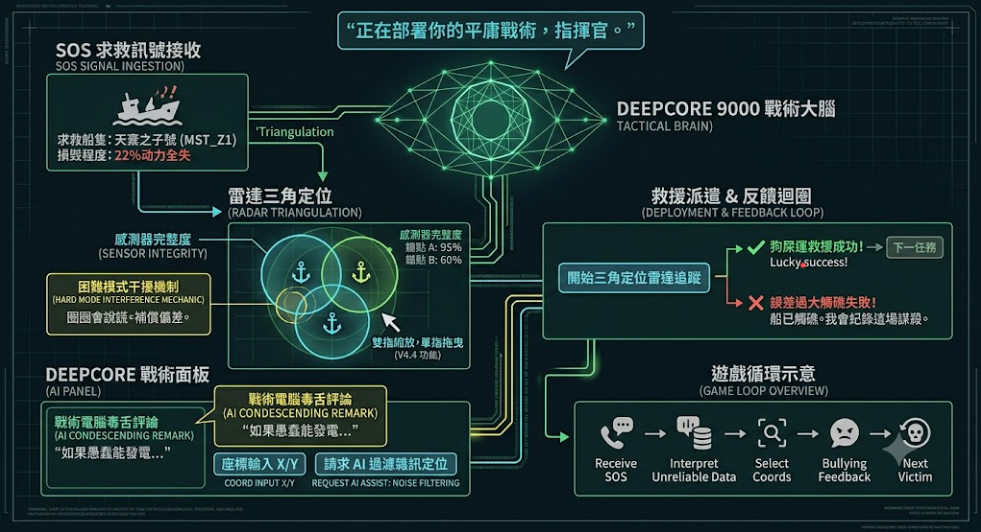 “正在部署你的平庸戰術，指揮官。”
SOS 求救訊號接收
SOS SIGNAL INGESTION)
求救船隻: 天寨之子號 (MST_Z1)
損毀程度: 22%动力全失
'Triangulation
DEEPCORE 9000 戰術大腦
TACTICAL BRAIN)
雷達三角定位
(RADAR TRIANGULATION)
感測器完整度
(SENSOR INTEGRITY)
感測器完整度
錨點 A: 95%
錨點 B: 60%
困難模式干擾機制
(HARD MODE INTERFERENCE MECHANIC)
圈圈會說謊。補償偏差。
雙指縮放，單指拖曳
(V4.4 功能)
救援派遣 & 反饋迴圈
(DEPLOYMENT & FEEDBACK LOOP)
開始三角定位雷達追蹤
狗屎運救援成功!
Lucky success!
下一任務
誤差過大觸礁失敗!
船已觸礁。我會紀錄這場謀殺。
DEEPCORE 戰術面板
(AI PANEL)
戰術電腦毒舌評論
(AI CONDESCENDING REMARK)
“如果愚蠢能發電...”
戰術電腦毒舌評論
(AI CONDESCENDING REMARK)
“如果愚蠢能發電...”
座標輸入 X/Y
COORD INPUT X/Y
請求 AI 過濾雜訊定位
REQUEST AI ASSIST: NOISE FILTERING
遊戲循環示意
(GAME LOOP OVERVIEW)
Receive SOS
Interpret Unreliable Data
Select Coords
Bullying Feedback
Next Victim